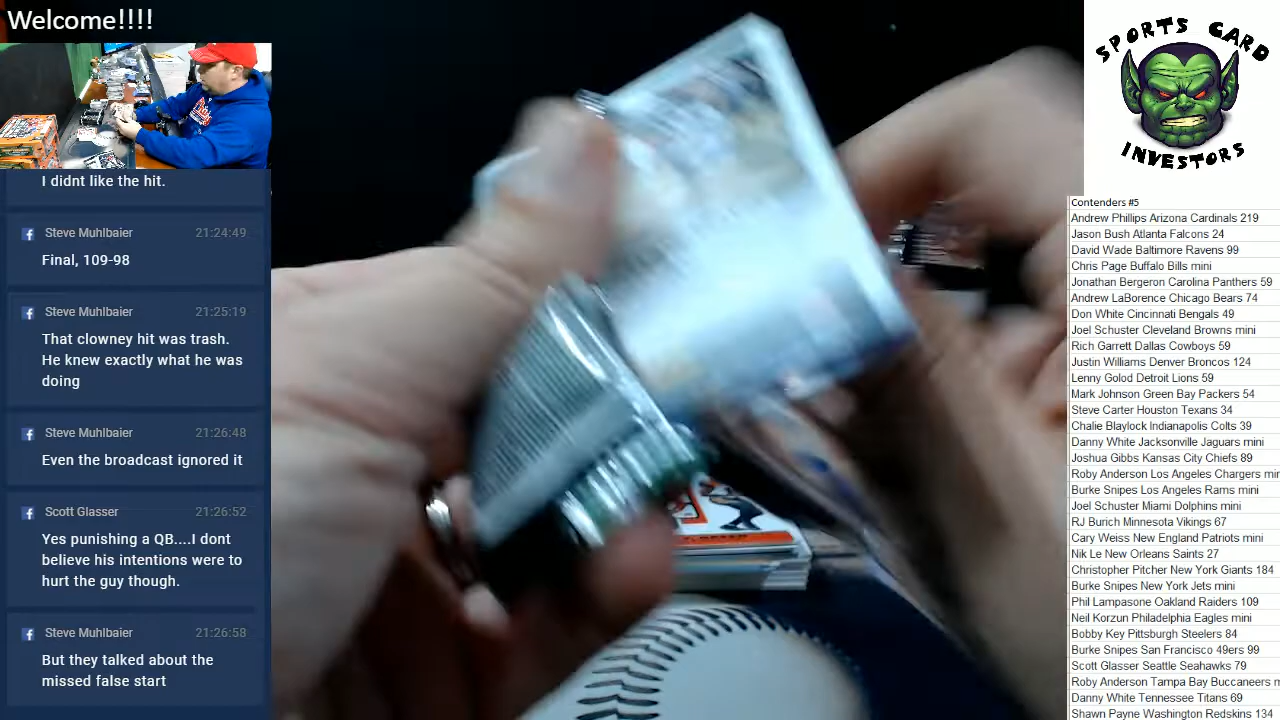 Welcome!!!!
I didnt like the hit.
Steve Muhlbaier 21:24:49
Final, 109-98
Steve Muhlbaier 21:25:19
That clowney hit was trash.
He knew exactly what he was
doing
Steve Muhlbaier 21:26:48
Even the broadcast ignored it
Scott Glasser 21:26:52
Yes punishing a QB....I dont
believe his intentions were to
hurt the guy though.
Steve Muhlbaier 21:26:58
But they talked about the
missed false start
SPORTS CARD
INVESTORS
Contenders #5
Andrew Phillips Arizona Cardinals 219
Jason Bush Atlanta Falcons 24
David Wade Baltimore Ravens 99
Chris Page Buffalo Bills mini
Jonathan Bergeron Carolina Panthers 59
Andrew LaBorence Chicago Bears 74
Don White Cincinnati Bengals 49
Joel Schuster Cleveland Browns mini
Rich Garrett Dallas Cowboys 59
Justin Williams Denver Broncos 124
Lenny Golod Detroit Lions 59
Mark Johnson Green Bay Packers 54
Steve Carter Houston Texans 34
Chalie Blaylock Indianapolis Colts 39
Danny White Jacksonville Jaguars mini
Joshua Gibbs Kansas City Chiefs 89
Roby Anderson Los Angeles Chargers min
Burke Snipes Los Angeles Rams mini
Joel Schuster Miami Dolphins mini
RJ Burich Minnesota Vikings 67
Cary Weiss New England Patriots mini
Nik Le New Orleans Saints 27
Christopher Pitcher New York Giants 184
Burke Snipes New York Jets mini
Phil Lampasone Oakland Raiders 109
Neil Korzun Philadelphia Eagles mini
Bobby Key Pittsburgh Steelers 84
Burke Snipes San Francisco 49ers 99
Scott Glasser Seattle Seahawks 79
Roby Anderson Tampa Bay Buccaneers m
Danny White Tennessee Titans 69
Shawn Payne Washington Redskins 134